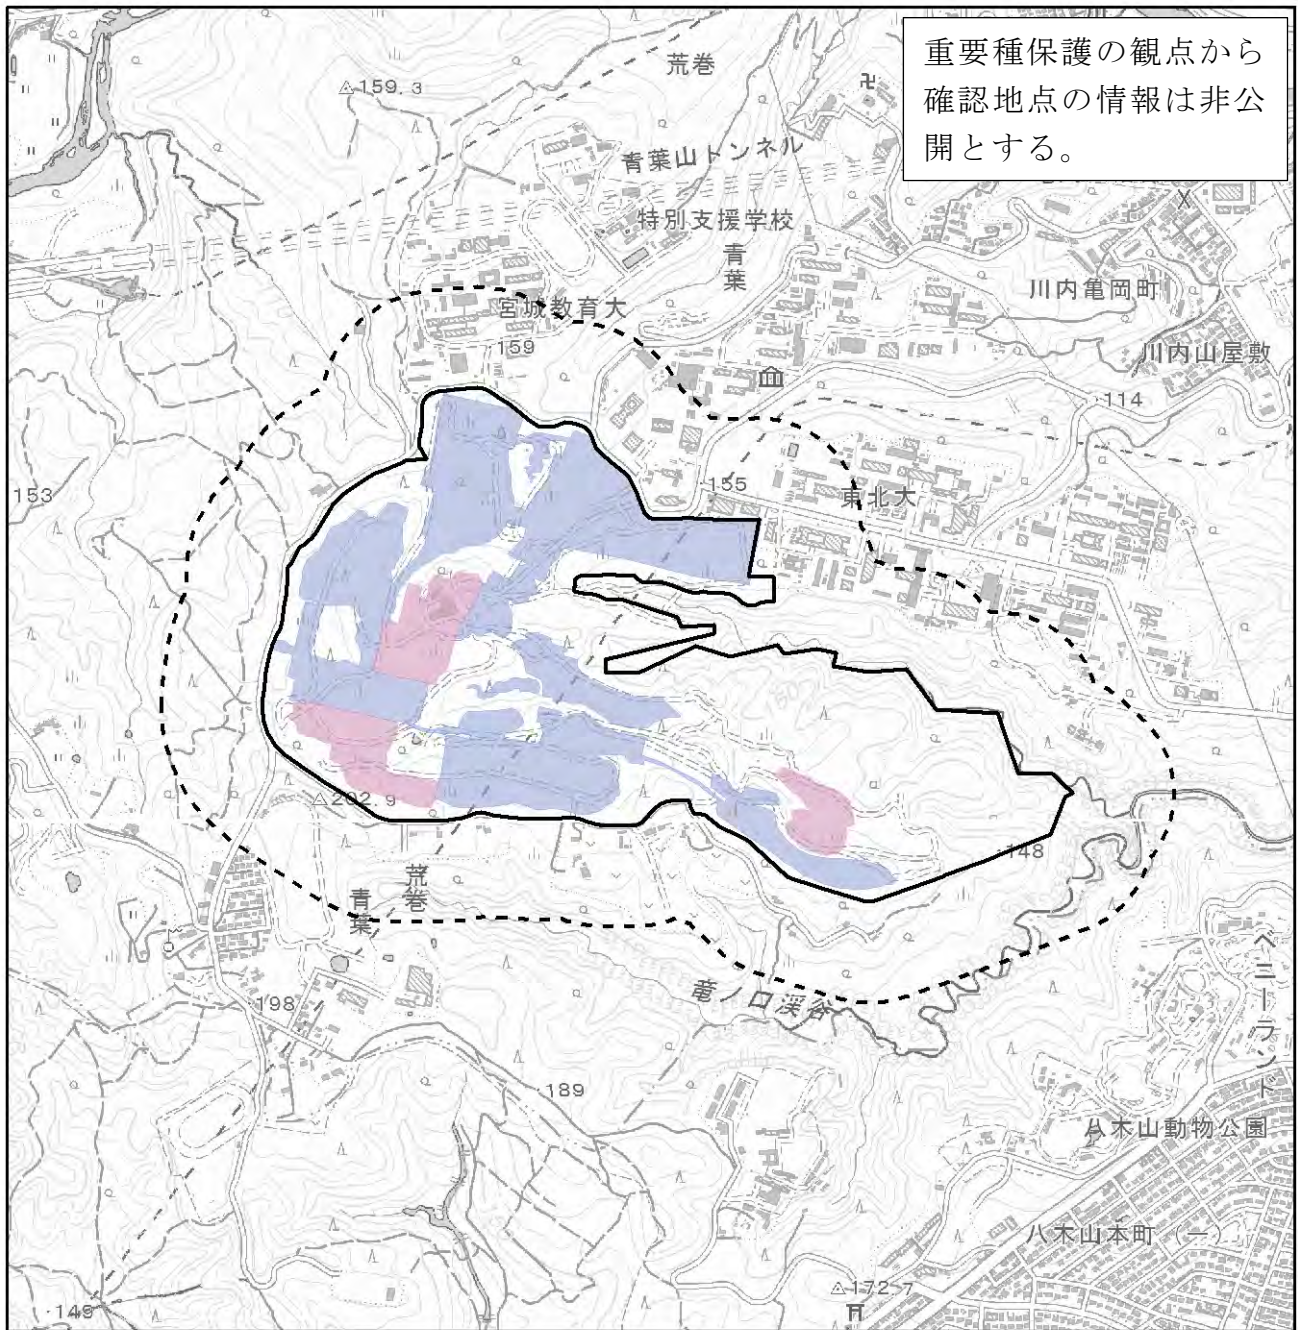 重要種保護の観点から
確認地点の情報は非公
開とする。
荒巻
159.3
青葉山トンネル
特別支援学校
青葉
川内亀岡町
宮城教育大
159
川内山屋敷
114
153
155
東北大
202.9
148
荒巻
青葉
ベニーランド
竜ノ口渓谷
198
189
八木山動物公園
八木山本町(一)
172.7
149